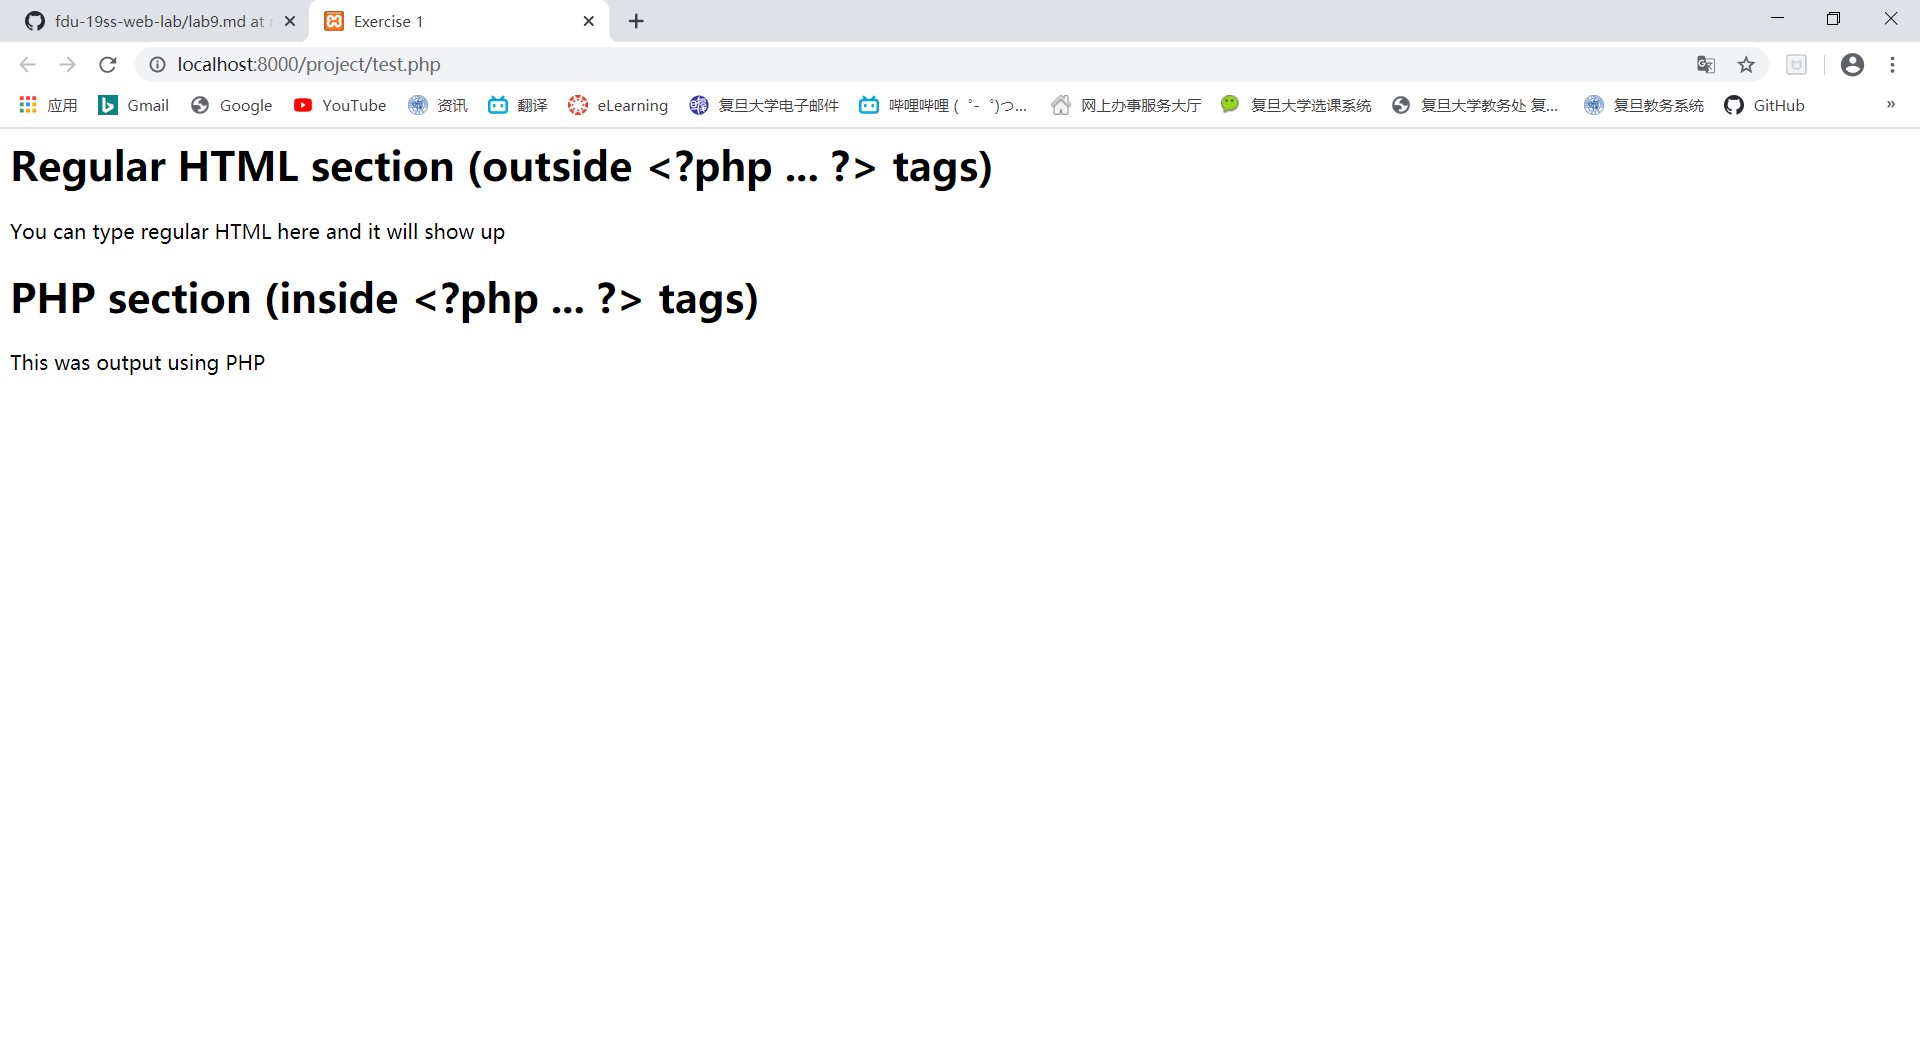 fdu-19ss-web-lab/lab9.md at
Exercise 1
localhost:8000/project/test.php
应用 Gmail Google YouTube 资讯 翻译 eLearning 复旦大学电子邮件 哔哩哔哩 ( ゜- ゜)つ... 网上办事服务大厅 复旦大学选课系统 复旦大学教务处 复... 复旦教务系统 GitHub »
Regular HTML section (outside <?php ... ?> tags)
You can type regular HTML here and it will show up
PHP section (inside <?php ... ?> tags)
This was output using PHP